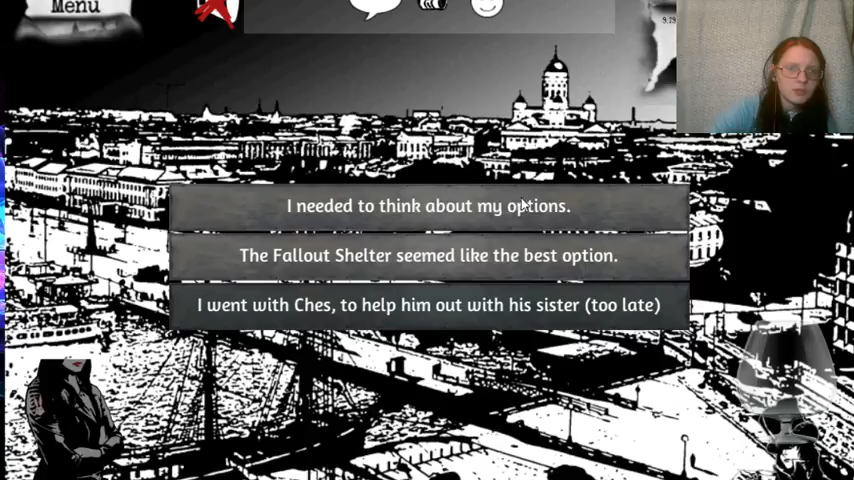 Menu
I needed to think about my options.
The Fallout Shelter seemed like the best option.
I went with Ches, to help him out with his sister (too late)